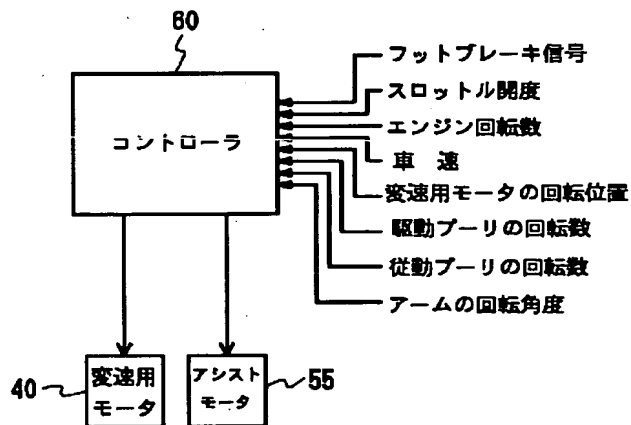 60
コントローラ
フットブレーキ信号
スロットル開度
エンジン回転数
車 速
変速用モータの回転位置
駆動プーリの回転数
従動プーリの回転数
アームの回転角度
40
変速用
モータ
アシスト
モータ
55